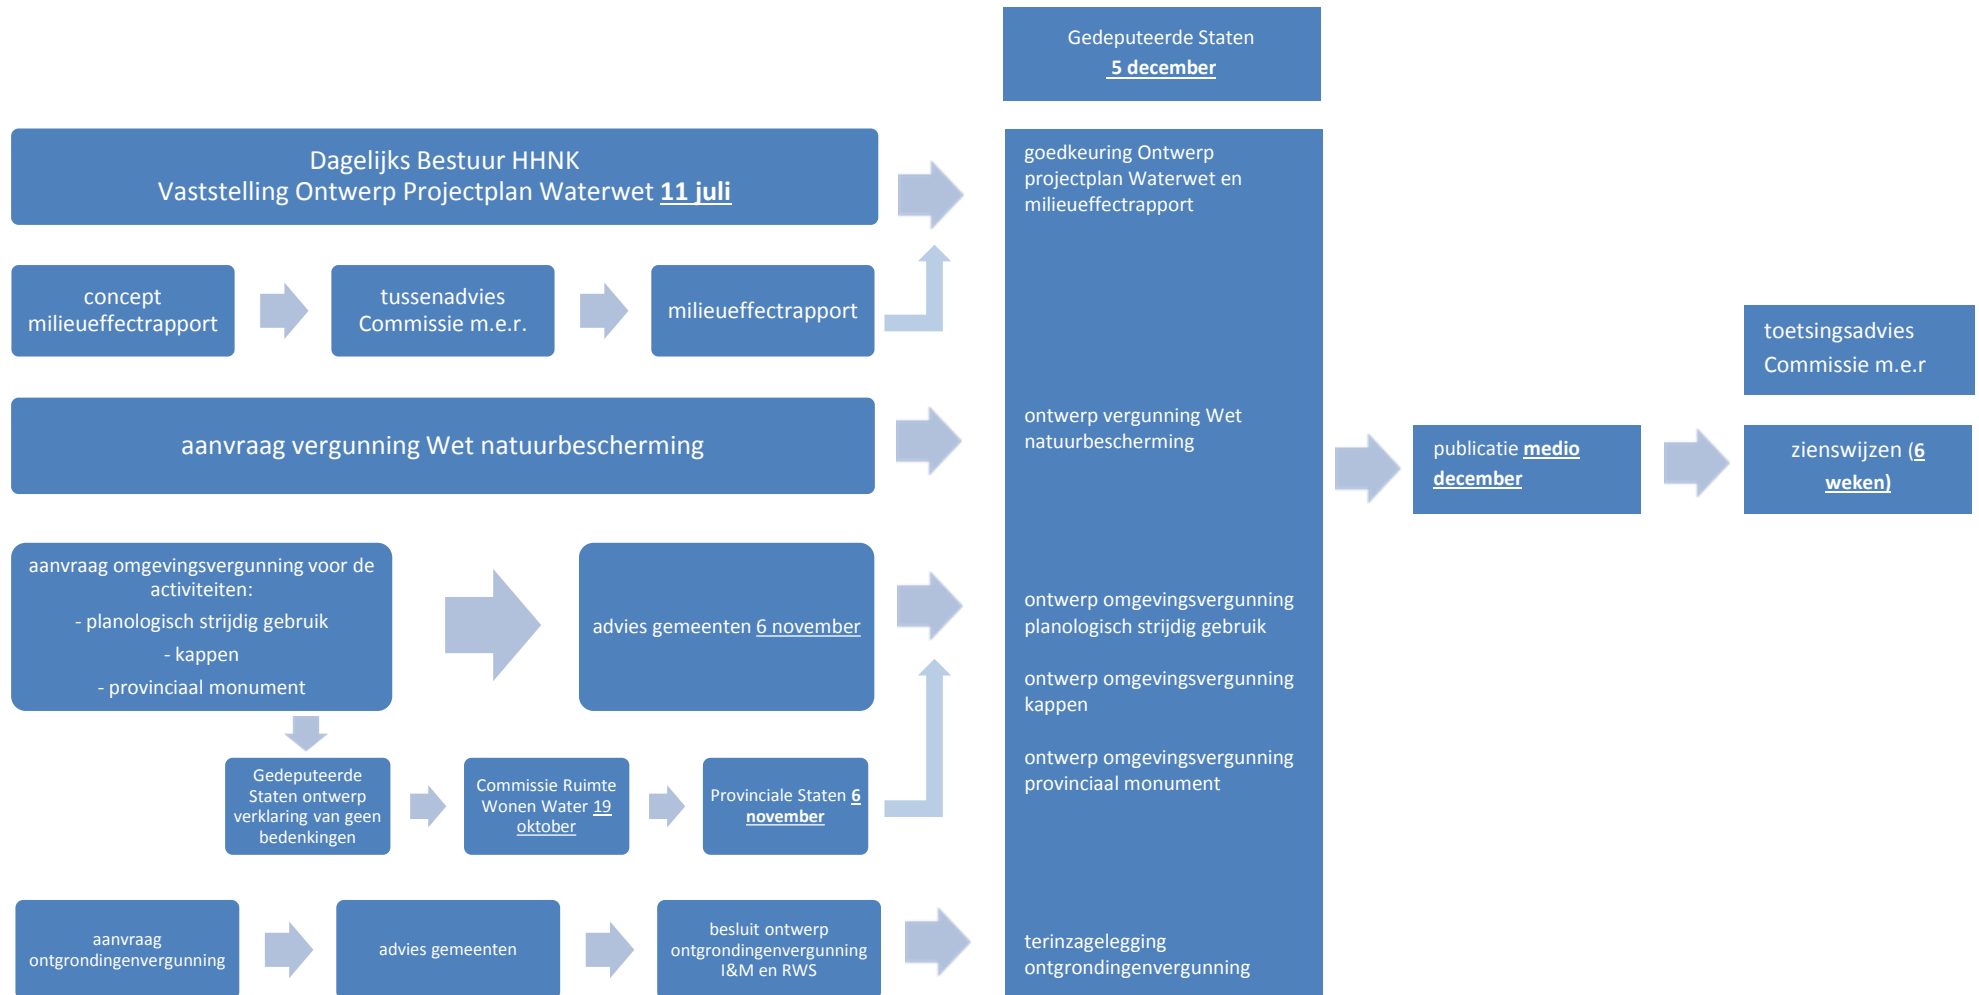 Gedeputeerde Staten
5 december
Dagelijks Bestuur HHNK
Vaststelling Ontwerp Projectplan Waterwet 11 juli
goedkeuring Ontwerp
projectplan Waterwet en
milieueffectrapport
concept
milieueffectrapport
tussenadvies
Commissie m.e.r.
milieueffectrapport
toetsingsadvies
Commissie m.e.r
aanvraag vergunning Wet natuurbescherming
ontwerp vergunning Wet
natuurbescherming
publicatie medio
december
zienswijzen (6
weken)
aanvraag omgevingsvergunning voor de
activiteiten:
- planologisch strijdig gebruik
- kappen
- provinciaal monument
advies gemeenten 6 november
ontwerp omgevingsvergunning
planologisch strijdig gebruik
ontwerp omgevingsvergunning
kappen
ontwerp omgevingsvergunning
provinciaal monument
Gedeputeerde
Staten ontwerp
verklaring van geen
bedenkingen
Commissie Ruimte
Wonen Water 19
oktober
Provinciale Staten 6
november
aanvraag
ontgrondingenvergunning
advies gemeenten
besluit ontwerp
ontgrondingenvergunning
I&M en RWS
terinzagelegging
ontgrondingenvergunning